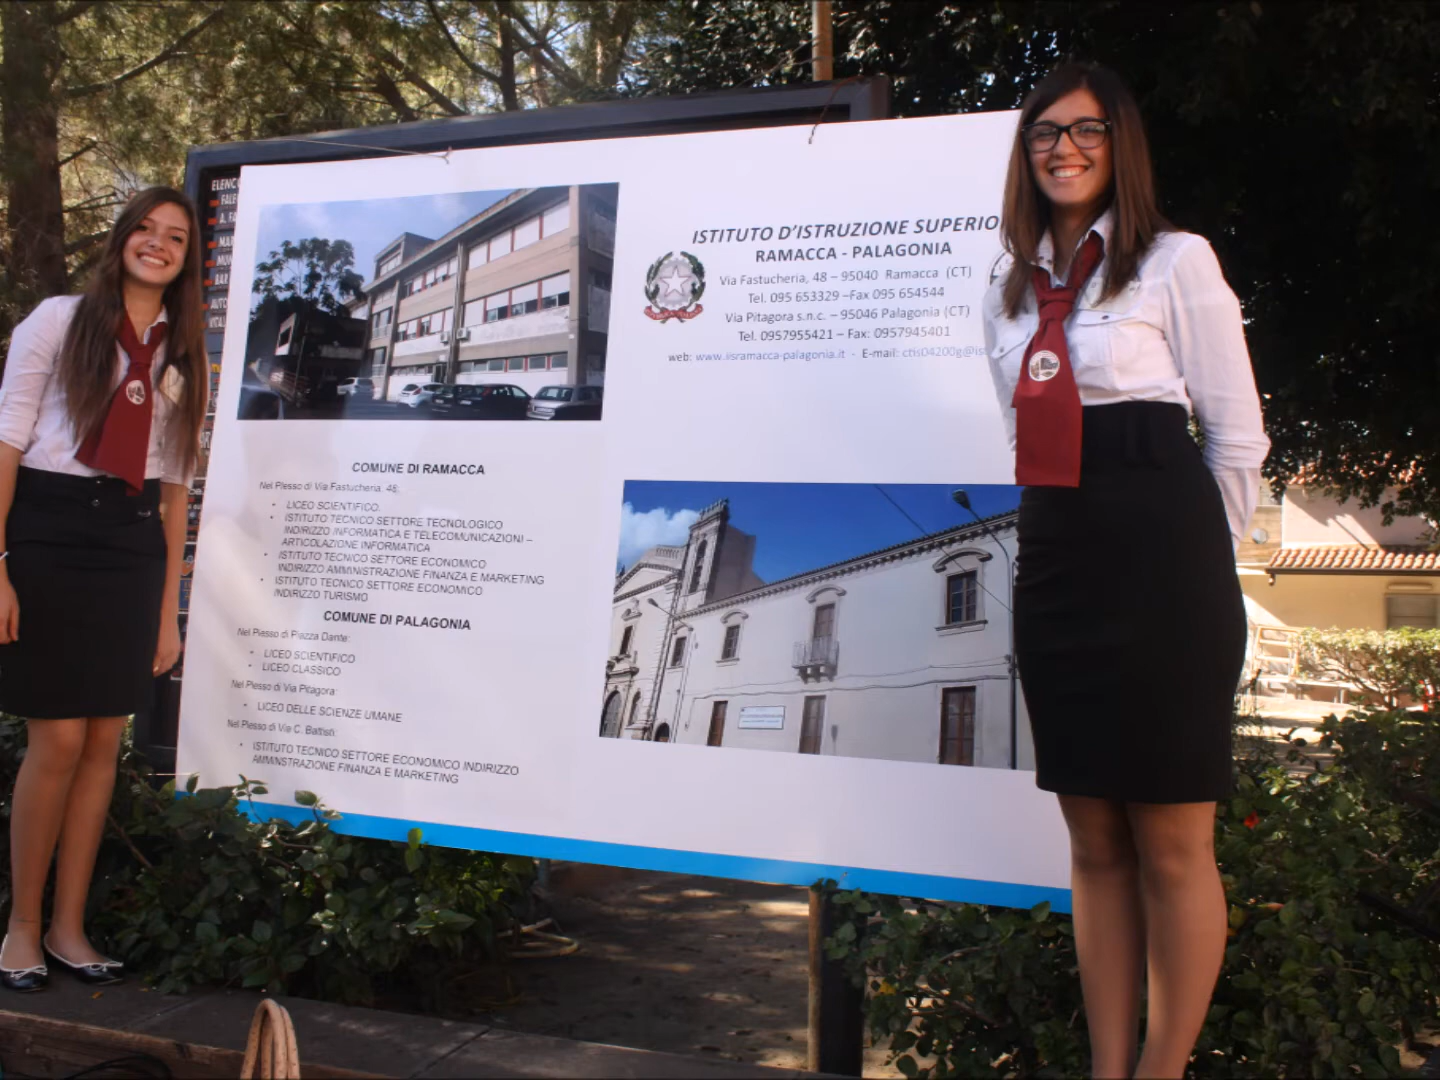 ELENCO
ISTITUTO D'ISTRUZIONE SUPERIO
RAMACCA - PALAGONIA
Via Fastucheria, 48 – 95040 Ramacca (CT)
Tel. 095 653329 –Fax 095 654544
Via Pitagora s.n.c. – 95046 Palagonia (CT)
Tel. 0957955421 – Fax: 0957945401
web: www.iisramacca-palagonia.it - E-mail: ctis04200g@is
COMUNE DI RAMACCA
Nel Plesso di Via Fastucheria, 48:
• LICEO SCIENTIFICO.
• ISTITUTO TECNICO SETTORE TECNOLOGICO
INDIRIZZO INFORMATICA E TELECOMUNICAZIONI –
ARTICOLAZIONE INFORMATICA
• ISTITUTO TECNICO SETTORE ECONOMICO
INDIRIZZO AMMINISTRAZIONE FINANZA E MARKETING
• ISTITUTO TECNICO SETTORE ECONOMICO
INDIRIZZO TURISMO
COMUNE DI PALAGONIA
Nel Plesso di Piazza Dante:
• LICEO SCIENTIFICO
• LICEO CLASSICO
Nel Plesso di Via Pitagora:
• LICEO DELLE SCIENZE UMANE
Nel Plesso di Via C. Battisti:
• ISTITUTO TECNICO SETTORE ECONOMICO INDIRIZZO
AMMINSTRAZIONE FINANZA E MARKETING